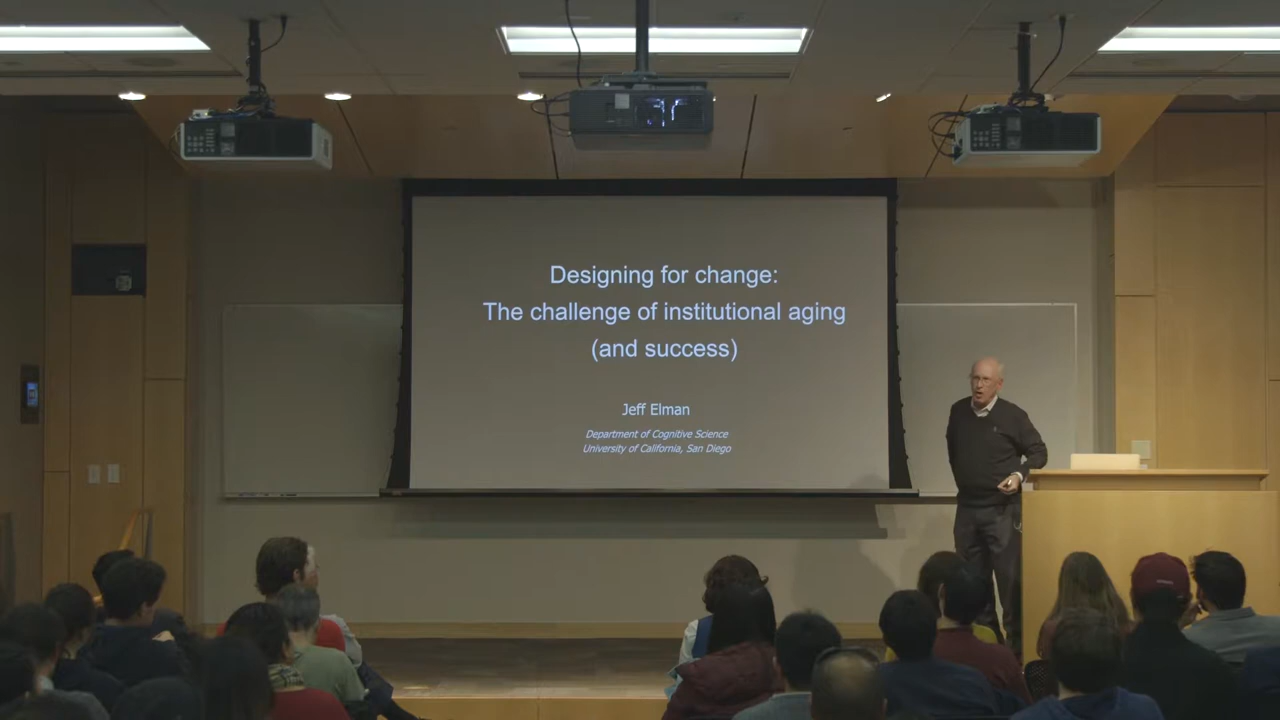 Designing for change:
The challenge of institutional aging
(and success)
Jeff Elman
Department of Cognitive Science
University of California, San Diego